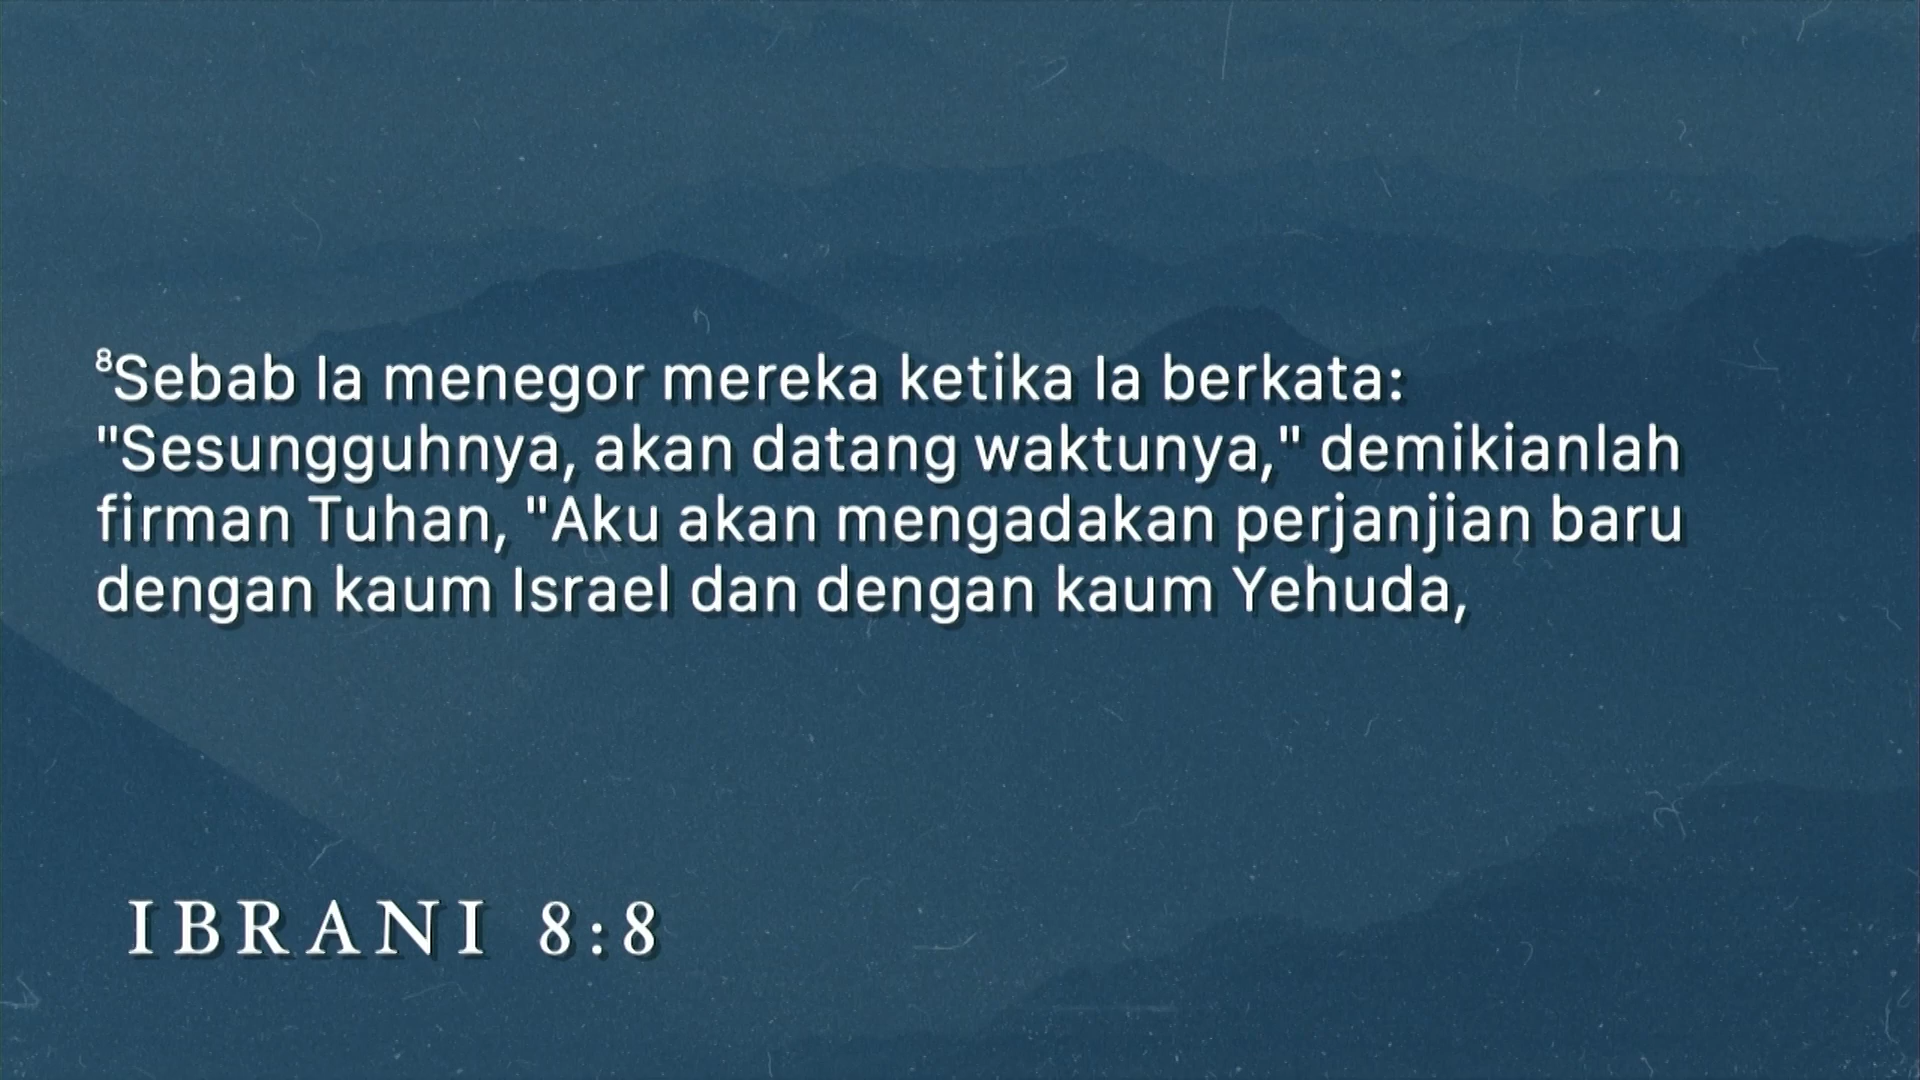 ⁸Sebab Ia menegor mereka ketika Ia berkata:
"Sesungguhnya, akan datang waktunya," demikianlah
firman Tuhan, "Aku akan mengadakan perjanjian baru
dengan kaum Israel dan dengan kaum Yehuda,
IBRANI 8:8